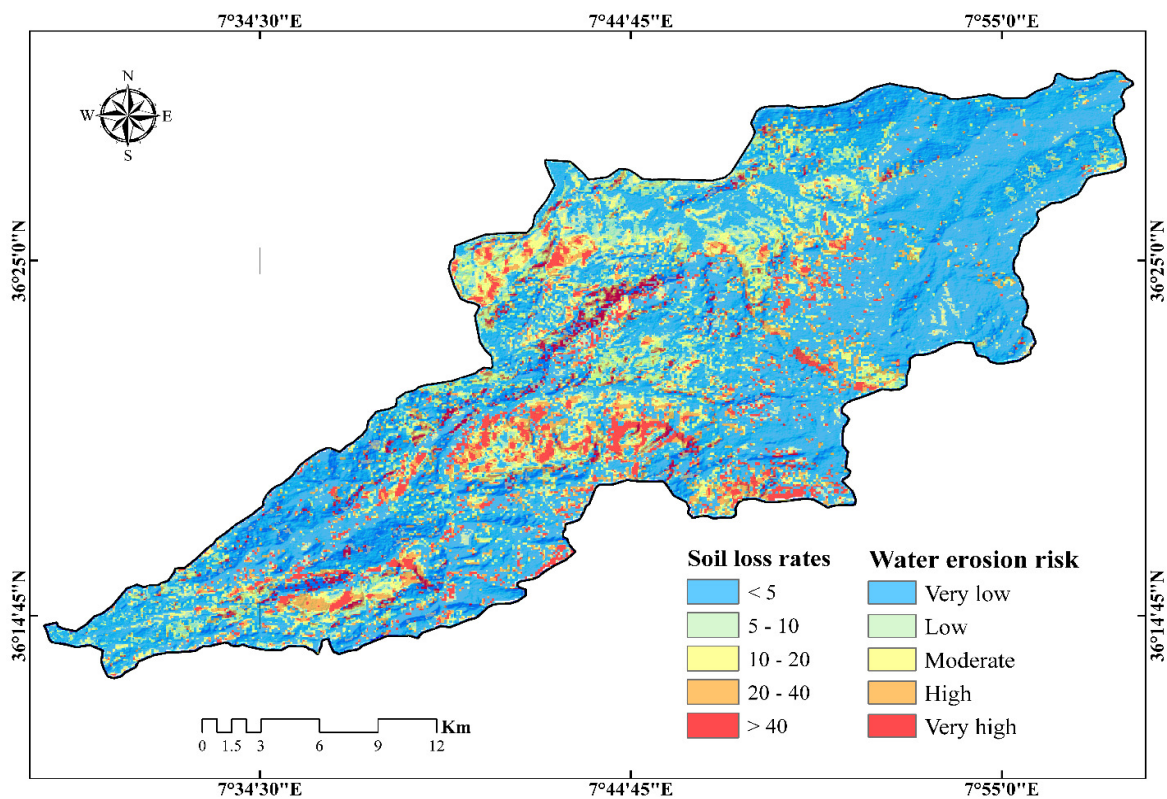 7°34'30"E 7°44'45"E 7°55'0"E
N
W E
S
36°25'0"N 36°25'0"N
36°14'45"N 36°14'45"N
Soil loss rates Water erosion risk
< 5 Very low
5 - 10 Low
10 - 20 Moderate
20 - 40 High
> 40 Very high
Km
0 1.5 3 6 9 12
7°34'30"E 7°44'45"E 7°55'0"E